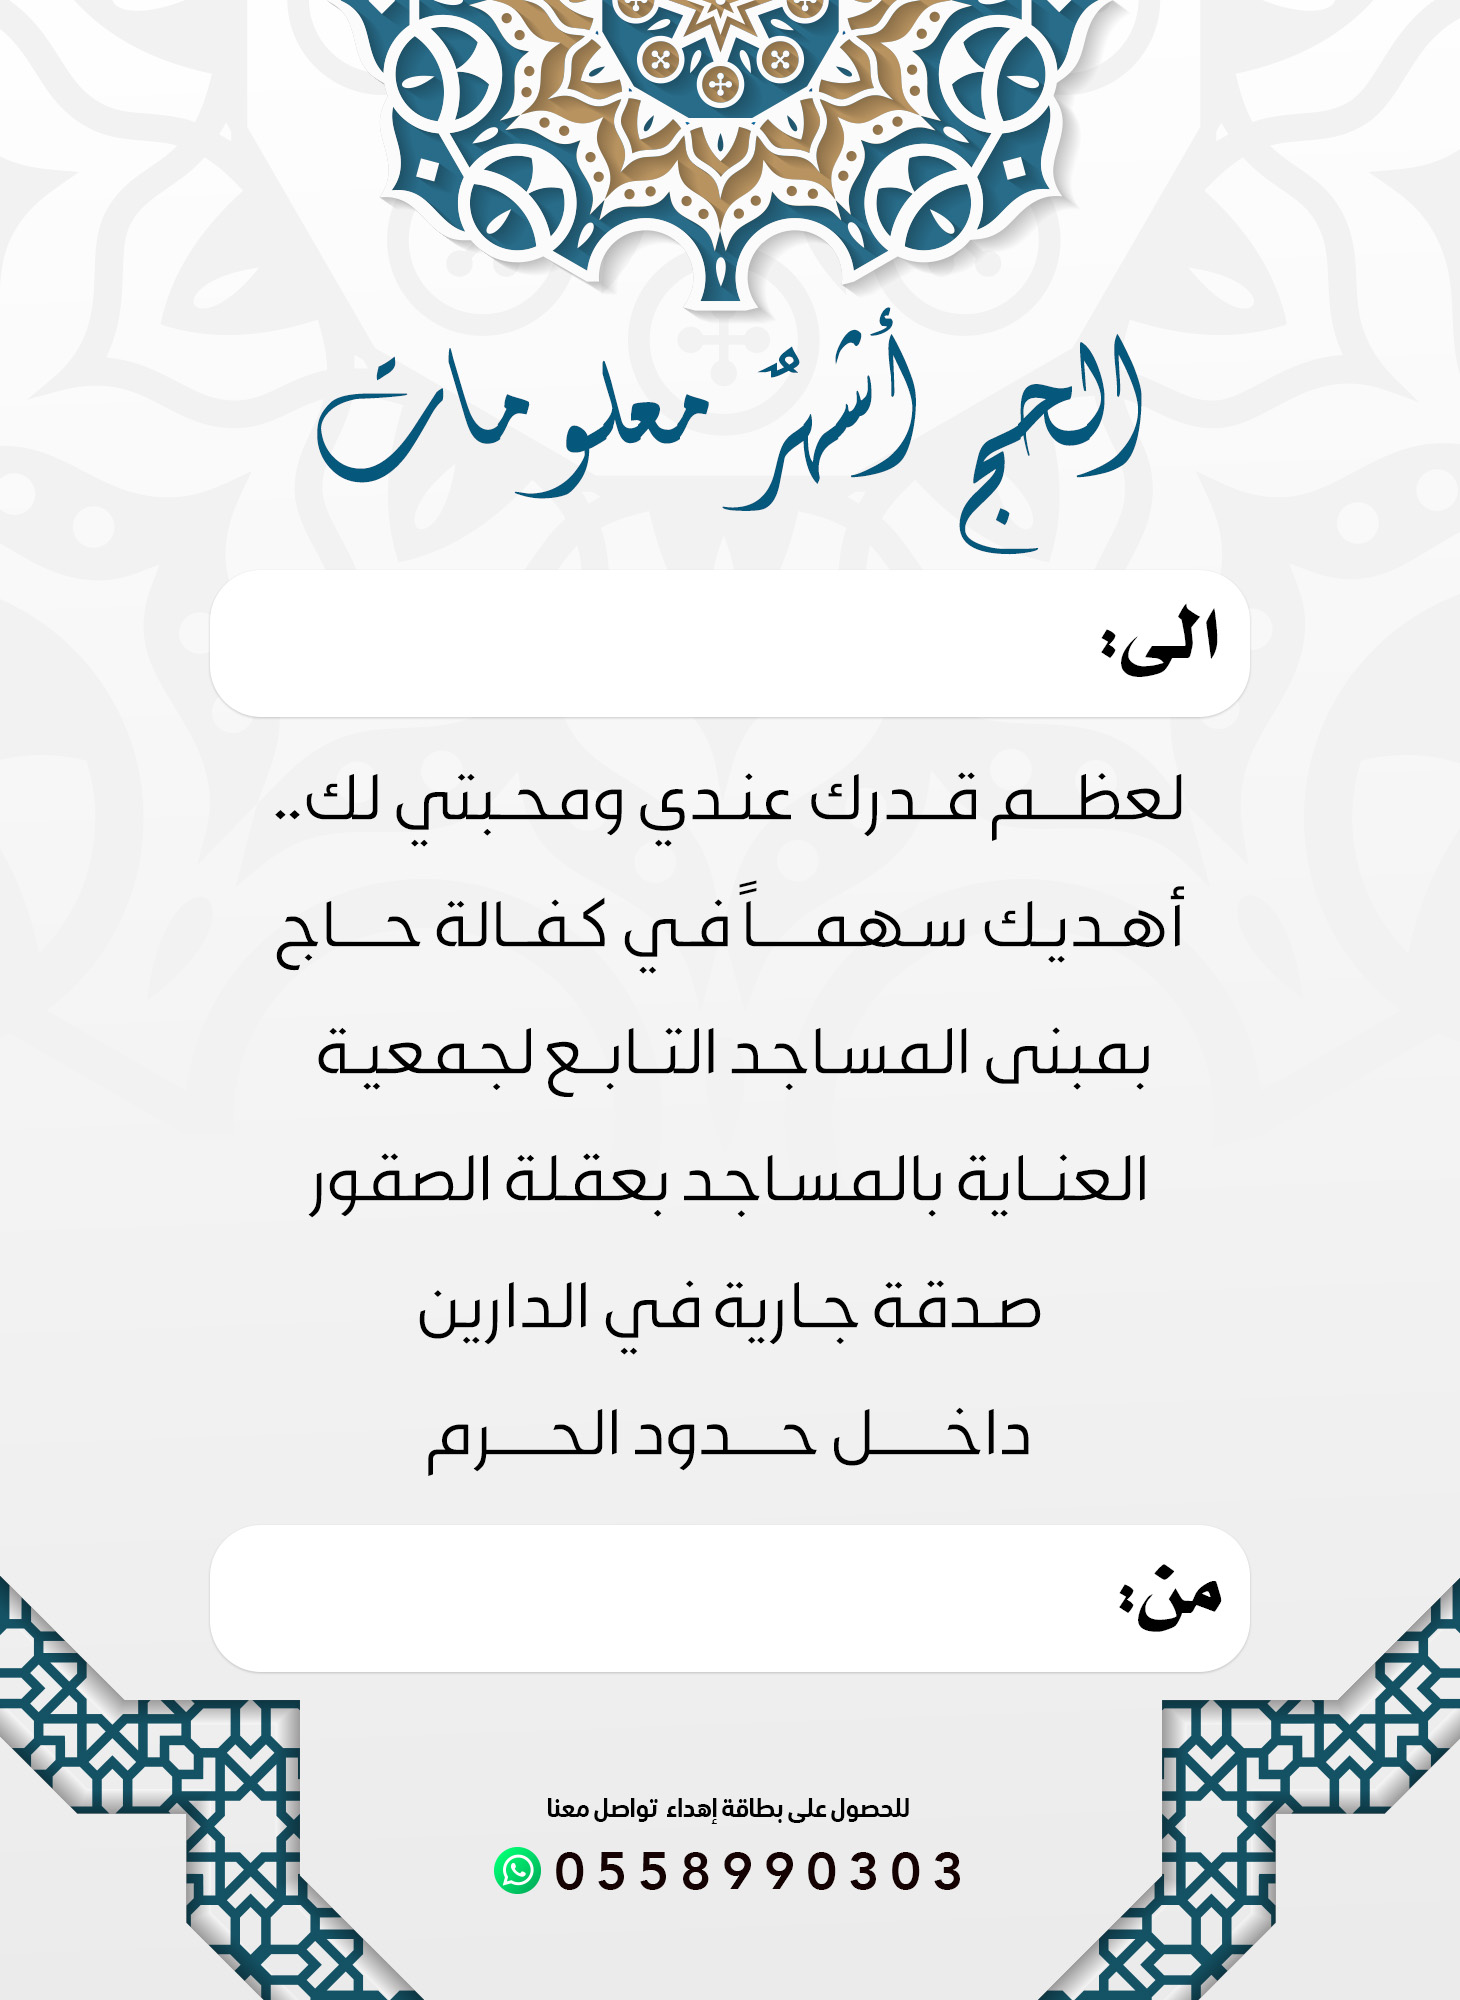 الحج أشهرٌ معلومات
الى:
لعظم قدرك عندي ومحبتي لك..
أهديك سهماً في كفالة حاج
بمبنى المساجد التابع لجمعية
العناية بالمساجد بعقلة الصقور
صدقة جارية في الدارين
داخل حدود الحرم
من:
للحصول على بطاقة إهداء تواصل معنا
0558990303